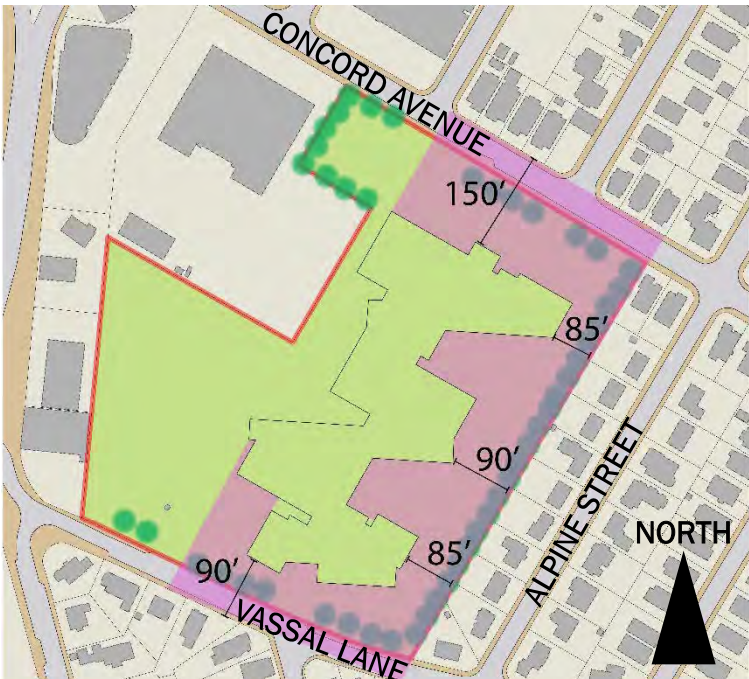 CONCORD AVENUE
150′
85′
90′
ALPINE STREET
NORTH
85′
90′
VASSAL LANE